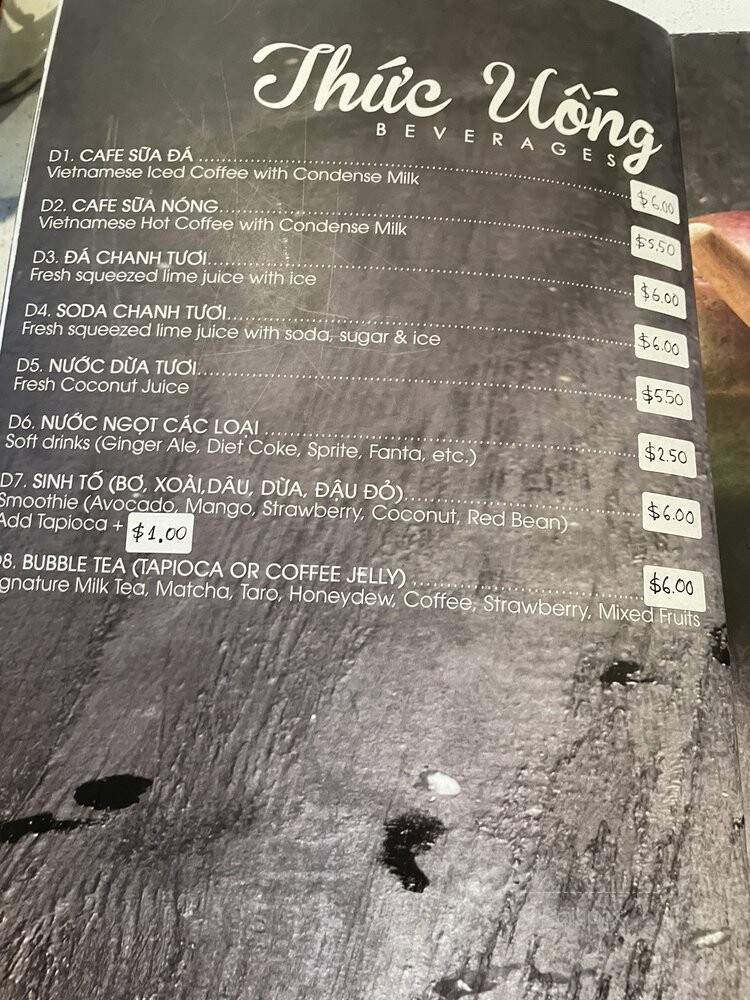 Thức Uống
BEVERAGES
D1. CAFE SỮA ĐÁ ........ $6.00
Vietnamese Iced Coffee with Condense Milk
D2. CAFE SỮA NÓNG........ $5.50
Vietnamese Hot Coffee with Condense Milk
D3. ĐÁ CHANH TƯƠI........ $6.00
Fresh squeezed lime juice with ice
D4. SODA CHANH TƯƠI........ $6.00
Fresh squeezed lime juice with soda, sugar & ice
D5. NƯỚC DỪA TƯƠI........ $5.50
Fresh Coconut Juice
D6. NƯỚC NGỌT CÁC LOẠI ........ $2.50
Soft drinks (Ginger Ale, Diet Coke, Sprite, Fanta, etc.)
D7. SINH TỐ (BƠ, XOÀI,DÂU, DỪA, ĐẬU ĐỎ)........ $6.00
Smoothie (Avocado, Mango, Strawberry, Coconut, Red Bean)
Add Tapioca + $1.00
8. BUBBLE TEA (TAPIOCA OR COFFEE JELLY) ........ $6.00
gnature Milk Tea, Matcha, Taro, Honeydew, Coffee, Strawberry, Mixed Fruits